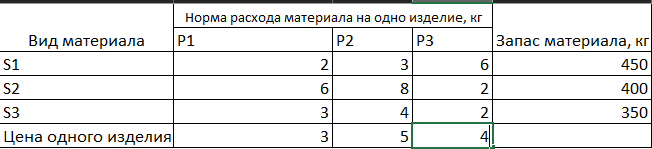 Норма расхода материала на одно изделие, кг
Вид материала P1 P2 P3 Запас материала, кг
S1 2 3 6 450
S2 6 8 2 400
S3 3 4 2 350
Цена одного изделия 3 5 4